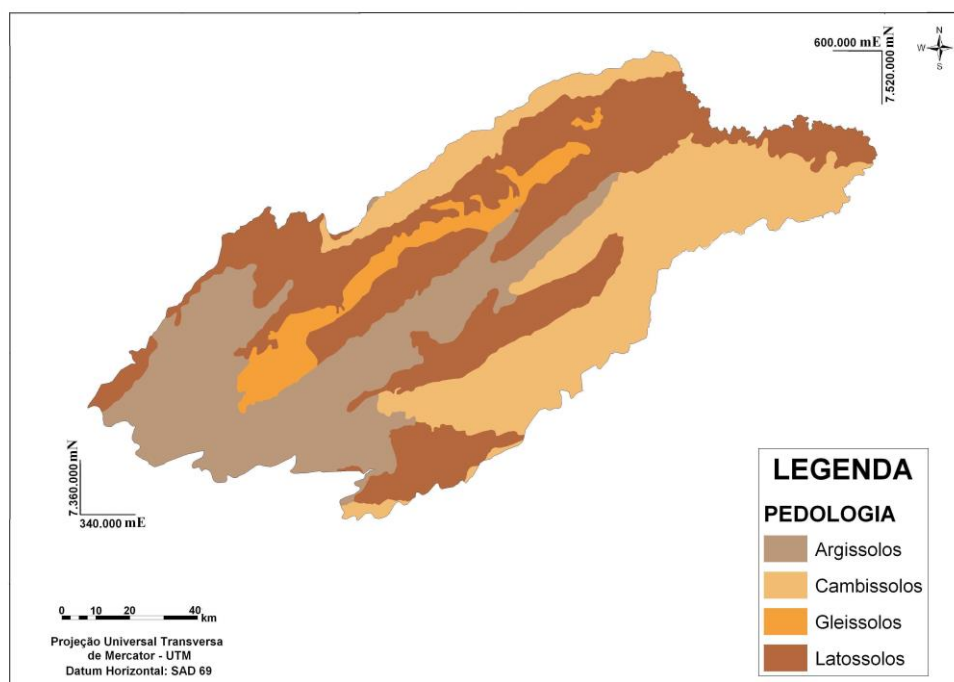 600.000 mE
7.520.000 mN
N
W E
S
7.360.000 mN
340.000 mE
LEGENDA
PEDOLOGIA
Argissolos
Cambissolos
Gleissolos
Latossolos
0 10 20 40
km
Projeção Universal Transversa
de Mercator - UTM
Datum Horizontal: SAD 69